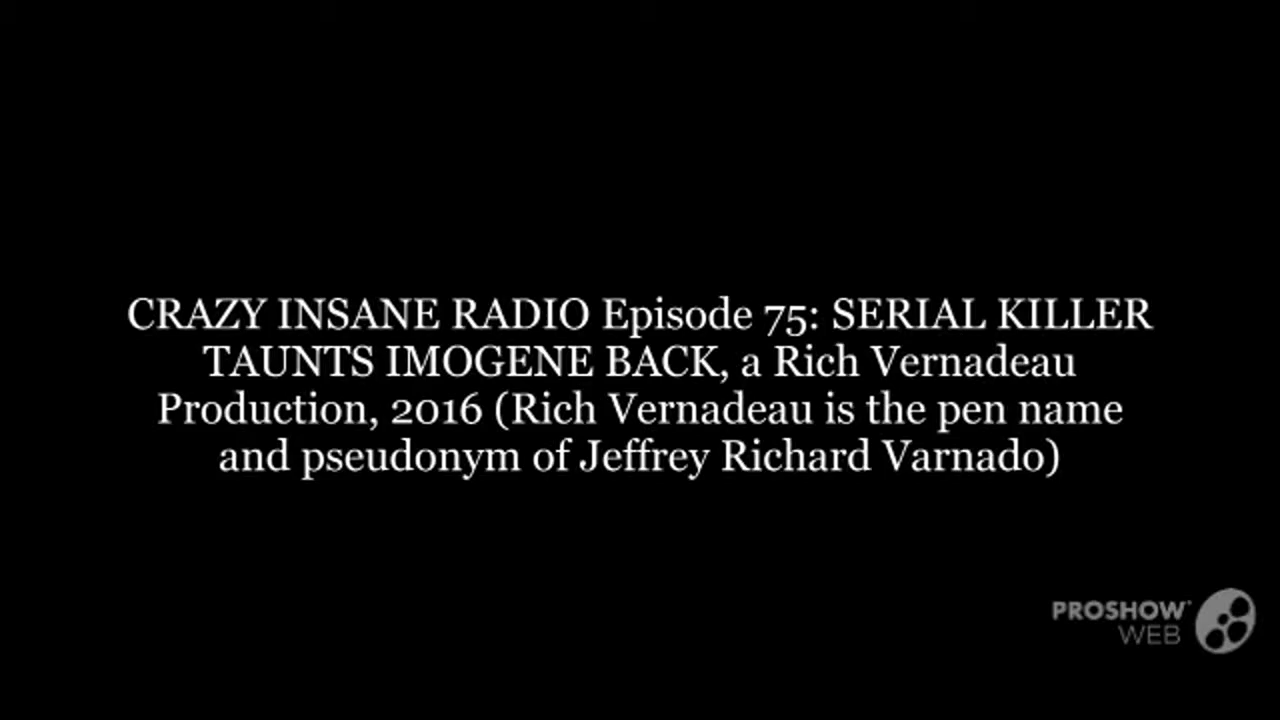 CRAZY INSANE RADIO Episode 75: SERIAL KILLER
TAUNTS IMOGENE BACK, a Rich Vernadeau
Production, 2016 (Rich Vernadeau is the pen name
and pseudonym of Jeffrey Richard Varnado)
PROSHOW
WEB